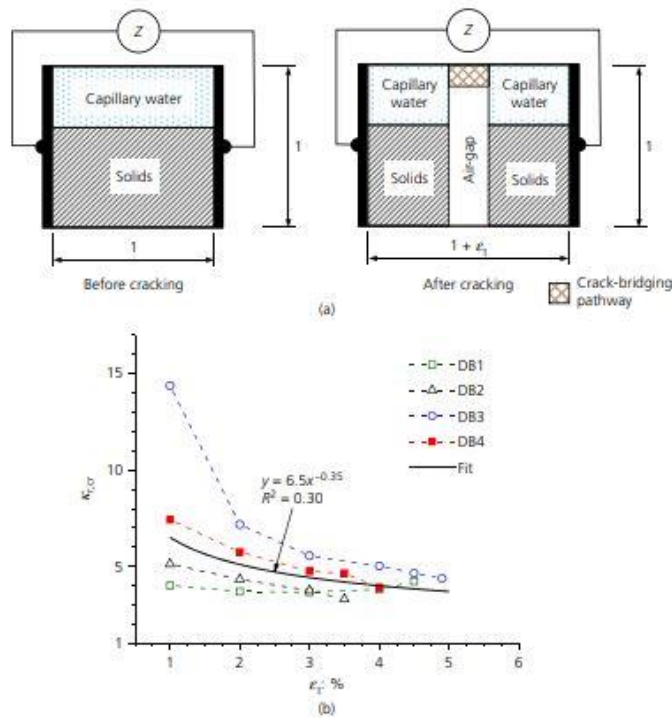 Z
Z
Capillary water
Solids
1
1
Before cracking
Capillary
water
Capillary
water
Solids
Air-gap
Solids
1
1 + εT
After cracking
Crack-bridging
pathway
(a)
15
10
5
1
κr,cr
DB1
DB2
DB3
DB4
Fit
y = 6.5x−0.35
R2 = 0.30
1 2 3 4 5 6
εT: %
(b)